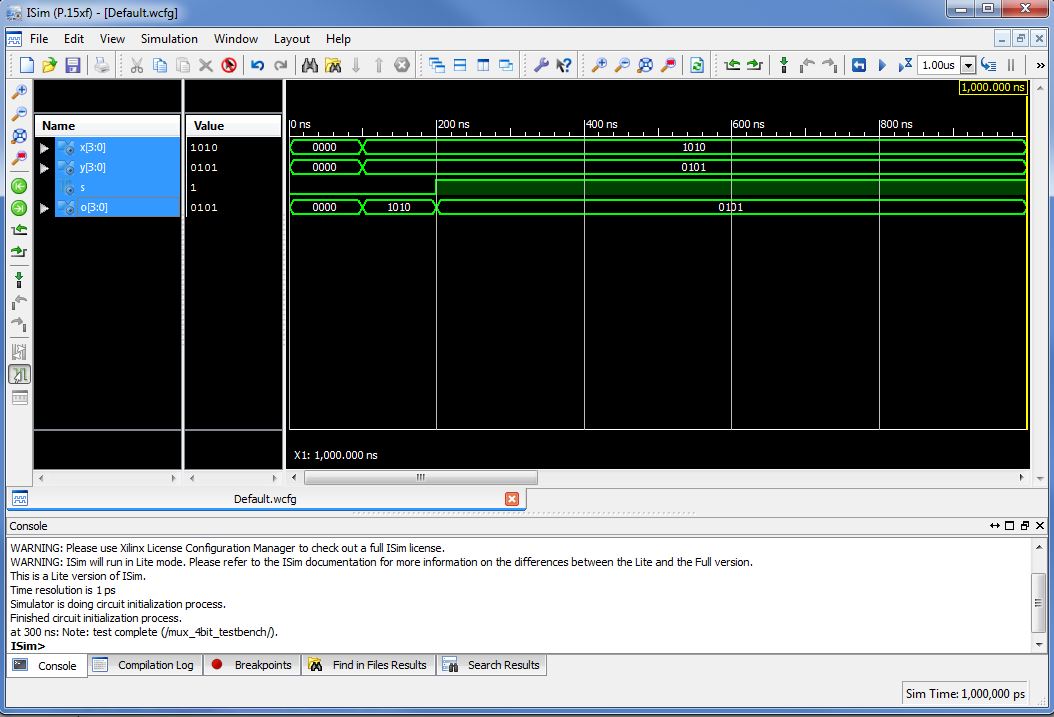 ISim (P.15xf) - [Default.wcfg]
File Edit View Simulation Window Layout Help
1.00us
»
1,000.000 ns
Name Value
0 ns 200 ns 400 ns 600 ns 800 ns
x[3:0] 1010 0000 1010
y[3:0] 0101 0000 0101
s 1
o[3:0] 0101 0000 1010 0101
X1: 1,000.000 ns
Default.wcfg
Console
WARNING: Please use Xilinx License Configuration Manager to check out a full ISim license.
WARNING: ISim will run in Lite mode. Please refer to the ISim documentation for more information on the differences between the Lite and the Full version.
This is a Lite version of ISim.
Time resolution is 1 ps
Simulator is doing circuit initialization process.
Finished circuit initialization process.
at 300 ns: Note: test complete (/mux_4bit_testbench/).
ISim>
Console Compilation Log Breakpoints Find in Files Results Search Results
Sim Time: 1,000,000 ps